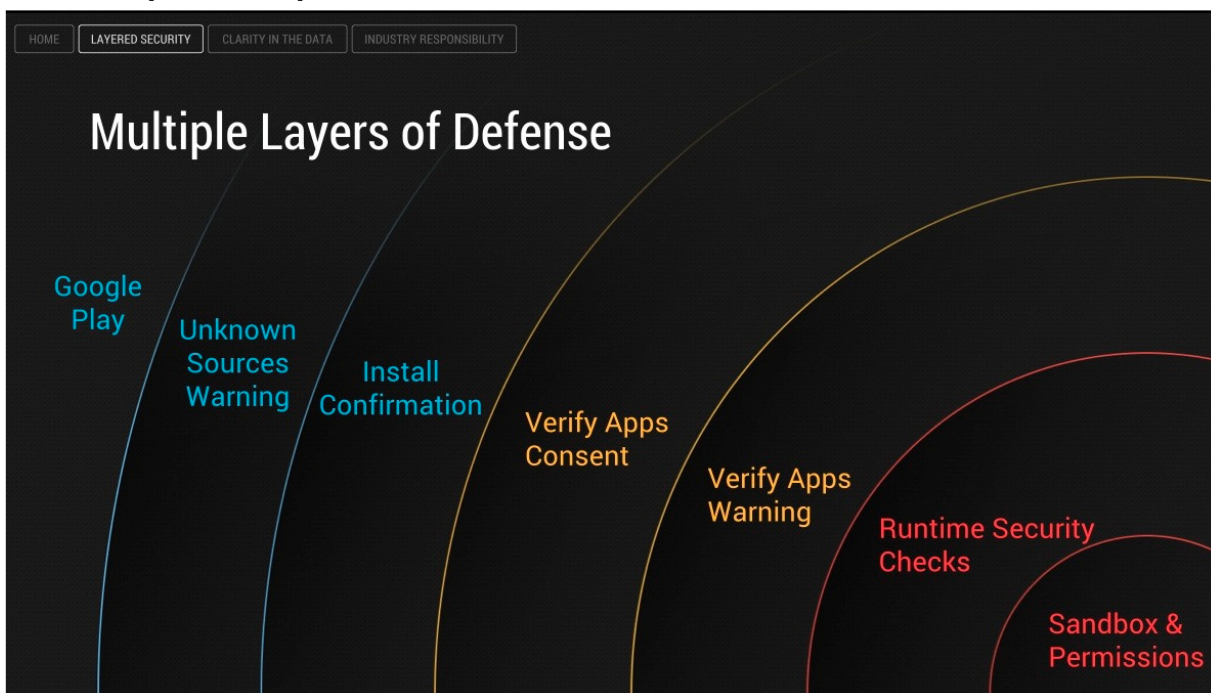 HOME
LAYERED SECURITY
CLARITY IN THE DATA
INDUSTRY RESPONSIBILITY
Multiple Layers of Defense
Google
Play
Unknown
Sources
Warning
Install
Confirmation
Verify Apps
Consent
Verify Apps
Warning
Runtime Security
Checks
Sandbox &
Permissions